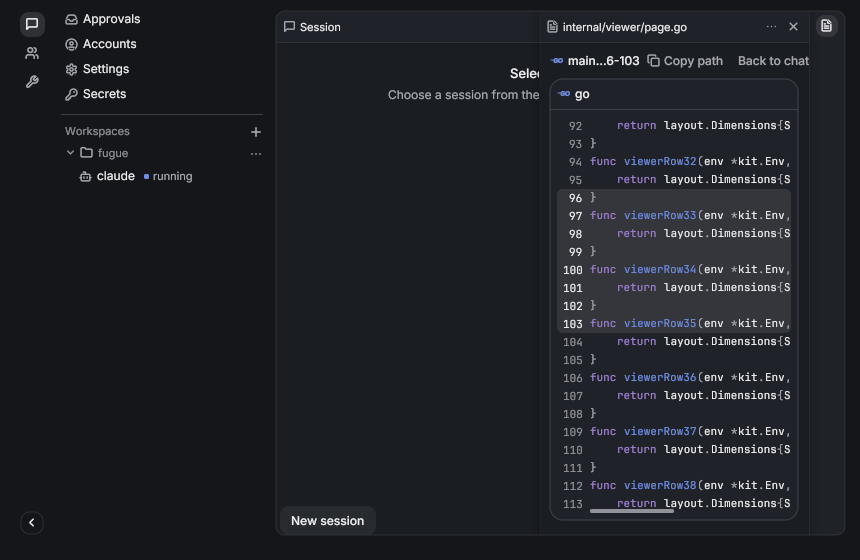 Approvals
Accounts
Settings
Secrets
Workspaces
fugue
claude running
Session
Selec
Choose a session from the
New session
internal/viewer/page.go
main...6-103 Copy path Back to chat
go
92 return layout.Dimensions{S
93 }
94 func viewerRow32(env *kit.Env,
95 return layout.Dimensions{S
96 }
97 func viewerRow33(env *kit.Env,
98 return layout.Dimensions{S
99 }
100 func viewerRow34(env *kit.Env,
101 return layout.Dimensions{S
102 }
103 func viewerRow35(env *kit.Env,
104 return layout.Dimensions{S
105 }
106 func viewerRow36(env *kit.Env,
107 return layout.Dimensions{S
108 }
109 func viewerRow37(env *kit.Env,
110 return layout.Dimensions{S
111 }
112 func viewerRow38(env *kit.Env,
113 return layout.Dimensions{S